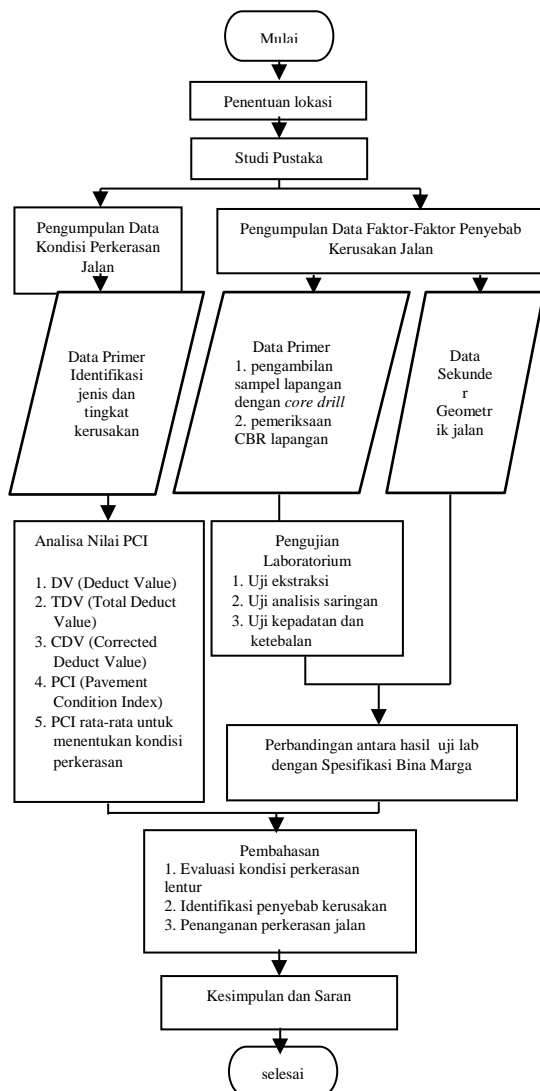 Mulai
Penentuan lokasi
Studi Pustaka
Pengumpulan Data
Kondisi Perkerasan
Jalan
Pengumpulan Data Faktor-Faktor Penyebab
Kerusakan Jalan
Data Primer
Identifikasi
jenis dan
tingkat
kerusakan
Data Primer
1. pengambilan
sampel lapangan
dengan core drill
2. pemeriksaan
CBR lapangan
Data
Sekunde
r
Geometr
ik jalan
Analisa Nilai PCI
1. DV (Deduct Value)
2. TDV (Total Deduct
Value)
3. CDV (Corrected
Deduct Value)
4. PCI (Pavement
Condition Index)
5. PCI rata-rata untuk
menentukan kondisi
perkerasan
Pengujian
Laboratorium
1. Uji ekstraksi
2. Uji analisis saringan
3. Uji kepadatan dan
ketebalan
Perbandingan antara hasil uji lab
dengan Spesifikasi Bina Marga
Pembahasan
1. Evaluasi kondisi perkerasan
lentur
2. Identifikasi penyebab kerusakan
3. Penanganan perkerasan jalan
Kesimpulan dan Saran
selesai